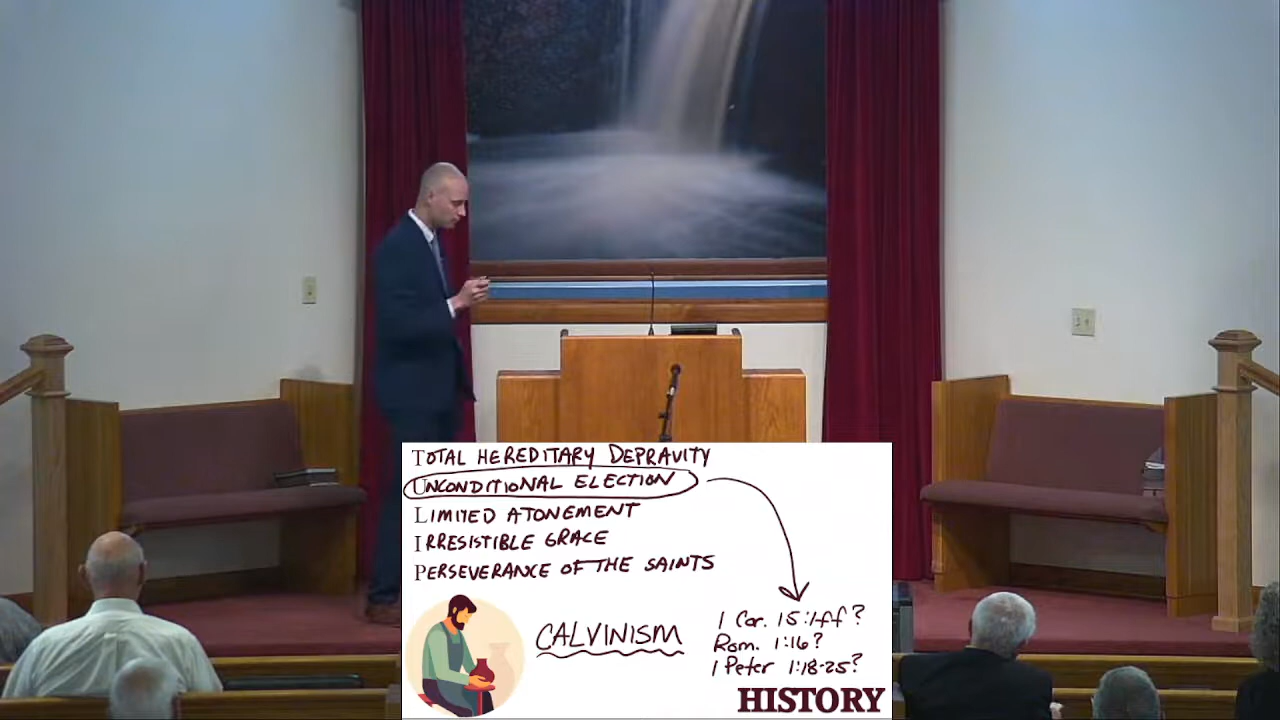 TOTAL HEREDITARY DEPRAVITY
UNCONDITIONAL ELECTION
LIMITED ATONEMENT
IRRESISTIBLE GRACE
PERSEVERANCE OF THE SAINTS
CALVINISM
1 Cor. 15:1ff?
Rom. 1:16?
1 Peter 1:18-25?
HISTORY